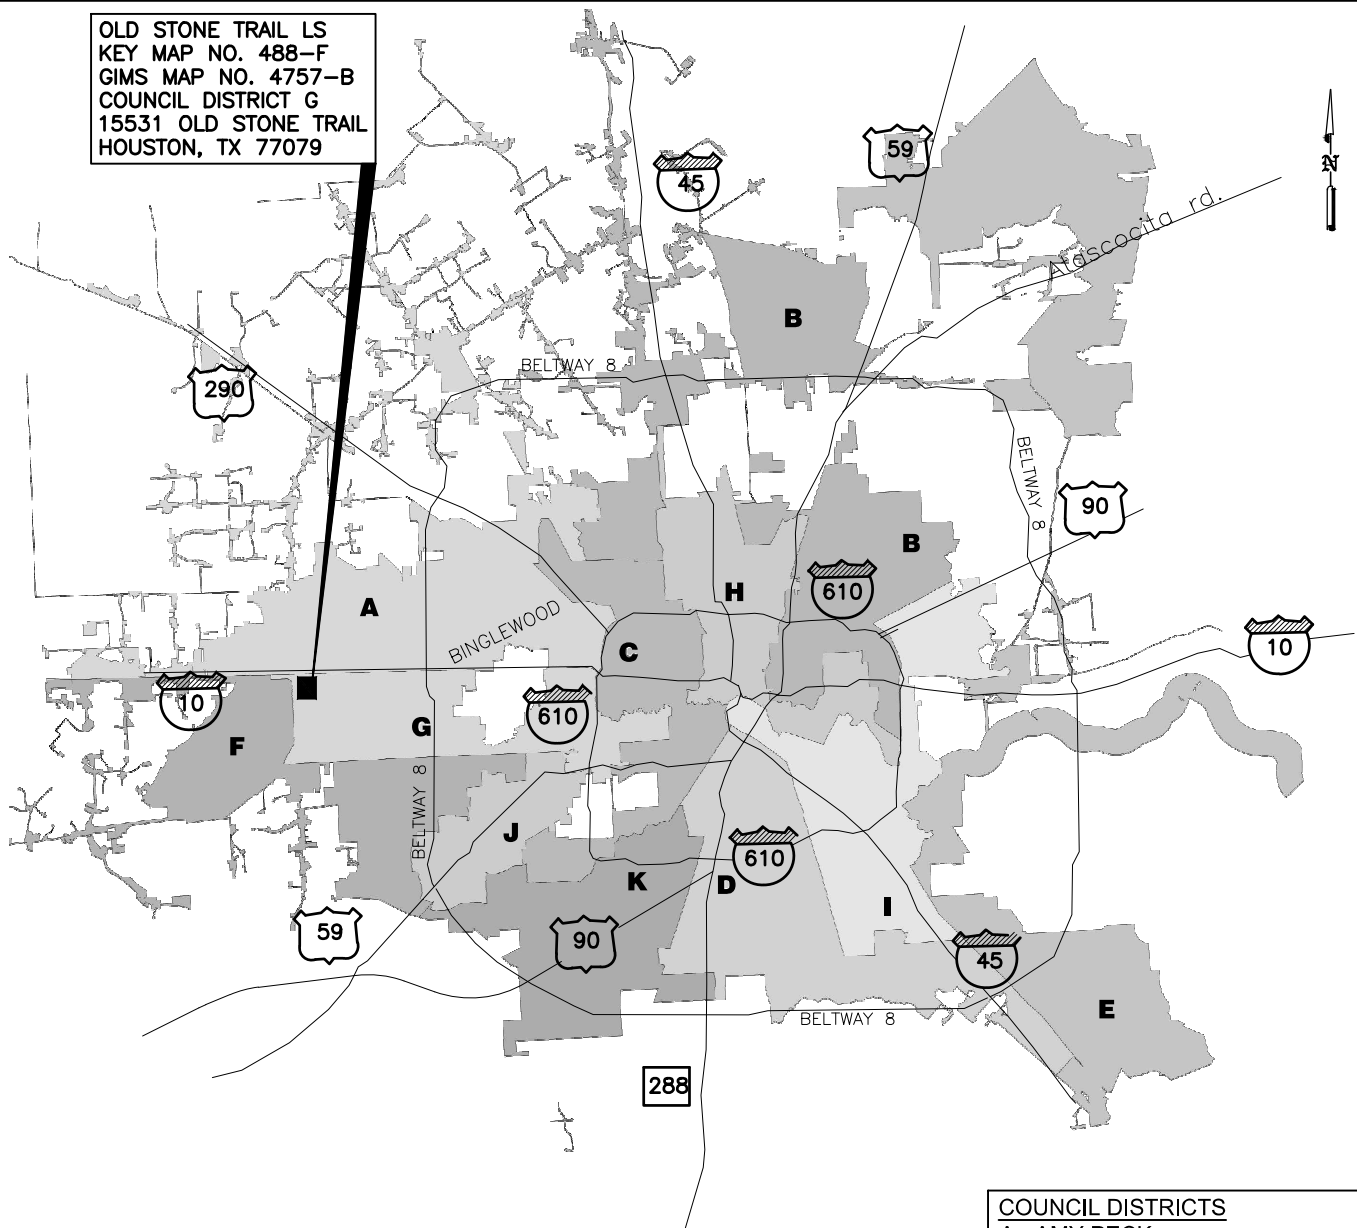 OLD STONE TRAIL LS
KEY MAP NO. 488-F
GIMS MAP NO. 4757-B
COUNCIL DISTRICT G
15531 OLD STONE TRAIL
HOUSTON, TX 77079
59
45
N
Atascocita rd.
B
BELTWAY 8
290
BELTWAY 8
90
B
H
610
A
BINGLEWOOD
C
10
10
610
G
F
BELTWAY 8
J
610
K
D
I
59
90
45
E
BELTWAY 8
288
COUNCIL DISTRICTS